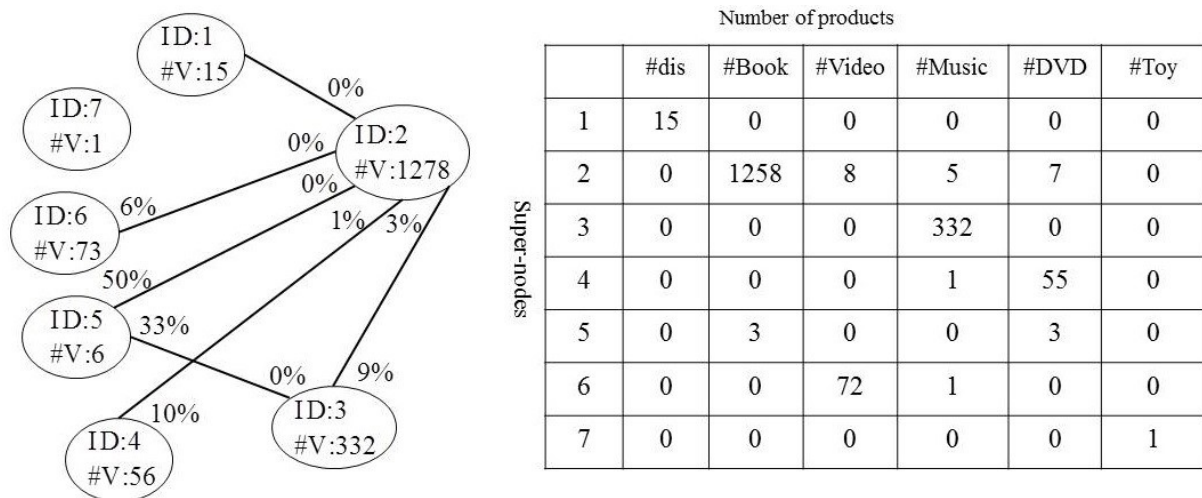 ID:1
#V:15
0%
ID:7
#V:1
ID:2
#V:1278
0%
0%
6%
ID:6
#V:73
1%
3%
50%
ID:5
#V:6
33%
0%
9%
10%
ID:4
#V:56
ID:3
#V:332
Number of products
Super-nodes
#dis #Book #Video #Music #DVD #Toy
1 15 0 0 0 0 0
2 0 1258 8 5 7 0
3 0 0 0 332 0 0
4 0 0 0 1 55 0
5 0 3 0 0 3 0
6 0 0 72 1 0 0
7 0 0 0 0 0 1